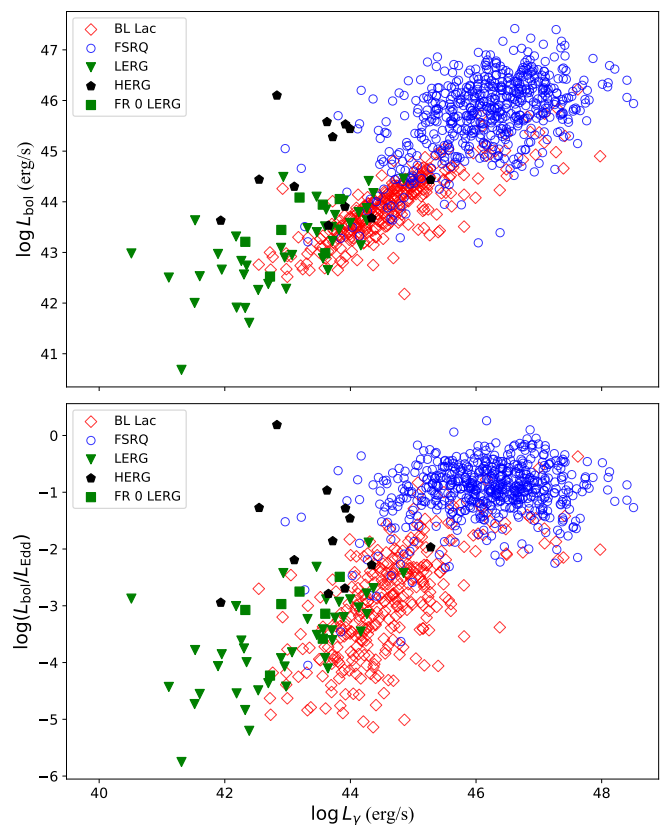 47
46
45
44
43
42
41
log L_bol (erg/s)
BL Lac
FSRQ
LERG
HERG
FR 0 LERG
0
−1
−2
−3
−4
−5
−6
log(L_bol/L_Edd)
BL Lac
FSRQ
LERG
HERG
FR 0 LERG
40 42 44 46 48
log L_γ (erg/s)